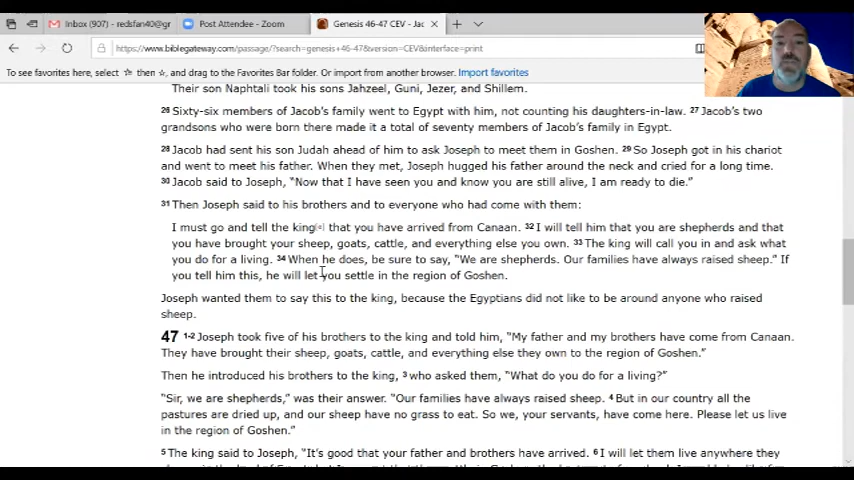 Inbox (907) - redsfan40@gr
Post Attendee - Zoom
Genesis 46-47 CEV - Jac
https://www.biblegateway.com/passage/?search=genesis+46-47&version=CEV&interface=print
To see favorites here, select then , and drag to the Favorites Bar folder. Or import from another browser. Import favorites
Their son Naphtali took his sons Jahzeel, Guni, Jezer, and Shillem.
26 Sixty-six members of Jacob's family went to Egypt with him, not counting his daughters-in-law. 27 Jacob's two
grandsons who were born there made it a total of seventy members of Jacob's family in Egypt.
28 Jacob had sent his son Judah ahead of him to ask Joseph to meet them in Goshen. 29 So Joseph got in his chariot
and went to meet his father. When they met, Joseph hugged his father around the neck and cried for a long time.
30 Jacob said to Joseph, "Now that I have seen you and know you are still alive, I am ready to die."
31 Then Joseph said to his brothers and to everyone who had come with them:
I must go and tell the king[c] that you have arrived from Canaan. 32 I will tell him that you are shepherds and that
you have brought your sheep, goats, cattle, and everything else you own. 33 The king will call you in and ask what
you do for a living. 34 When he does, be sure to say, "We are shepherds. Our families have always raised sheep." If
you tell him this, he will let you settle in the region of Goshen.
Joseph wanted them to say this to the king, because the Egyptians did not like to be around anyone who raised
sheep.
47 1-2 Joseph took five of his brothers to the king and told him, "My father and my brothers have come from Canaan.
They have brought their sheep, goats, cattle, and everything else they own to the region of Goshen."
Then he introduced his brothers to the king, 3 who asked them, "What do you do for a living?"
"Sir, we are shepherds," was their answer. "Our families have always raised sheep. 4 But in our country all the
pastures are dried up, and our sheep have no grass to eat. So we, your servants, have come here. Please let us live
in the region of Goshen."
5 The king said to Joseph, "It's good that your father and brothers have arrived. 6 I will let them live anywhere they